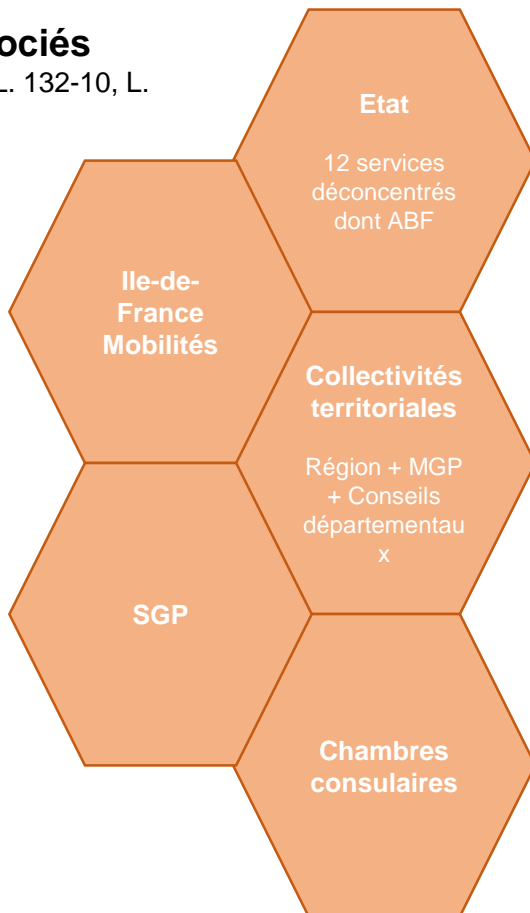 ociés
L. 132-10, L.
Etat
12 services
déconcentrés
dont ABF
Ile-de-
France
Mobilités
Collectivités
territoriales
Région + MGP
+ Conseils
départementau
x
SGP
Chambres
consulaires